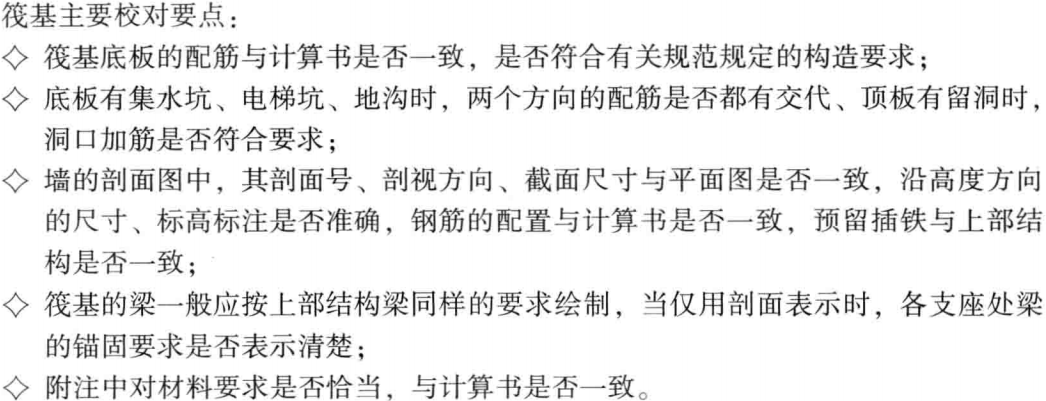 筏基主要校对要点：
◇ 筏基底板的配筋与计算书是否一致，是否符合有关规范规定的构造要求；
◇ 底板有集水坑、电梯坑、地沟时，两个方向的配筋是否都有交代、顶板有留洞时，
洞口加筋是否符合要求；
◇ 墙的剖面图中，其剖面号、剖视方向、截面尺寸与平面图是否一致，沿高度方向
的尺寸、标高标注是否准确，钢筋的配置与计算书是否一致，预留插铁与上部结
构是否一致；
◇ 筏基的梁一般应按上部结构梁同样的要求绘制，当仅用剖面表示时，各支座处梁
的锚固要求是否表示清楚；
◇ 附注中对材料要求是否恰当，与计算书是否一致。